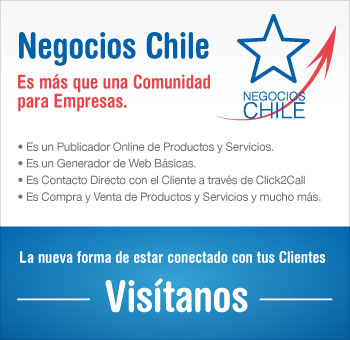 Negocios Chile
Es más que una Comunidad
para Empresas.
NEGOCIOS
CHILE
• Es un Publicador Online de Productos y Servicios.
• Es un Generador de Web Básicas.
• Es Contacto Directo con el Cliente a través de Click2Call
• Es Compra y Venta de Productos y Servicios y mucho más.
La nueva forma de estar conectado con tus Clientes
Visítanos